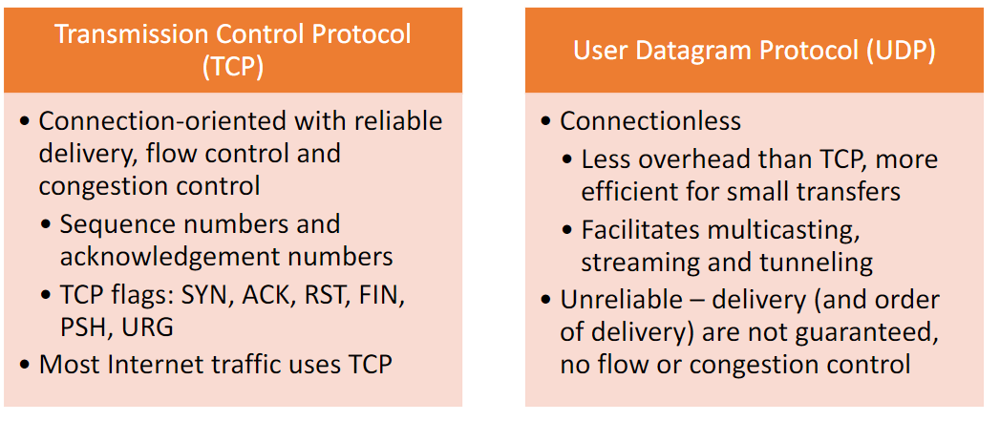 Transmission Control Protocol
(TCP)
• Connection-oriented with reliable
delivery, flow control and
congestion control
• Sequence numbers and
acknowledgement numbers
• TCP flags: SYN, ACK, RST, FIN,
PSH, URG
• Most Internet traffic uses TCP
User Datagram Protocol (UDP)
• Connectionless
• Less overhead than TCP, more
efficient for small transfers
• Facilitates multicasting,
streaming and tunneling
• Unreliable – delivery (and order
of delivery) are not guaranteed,
no flow or congestion control